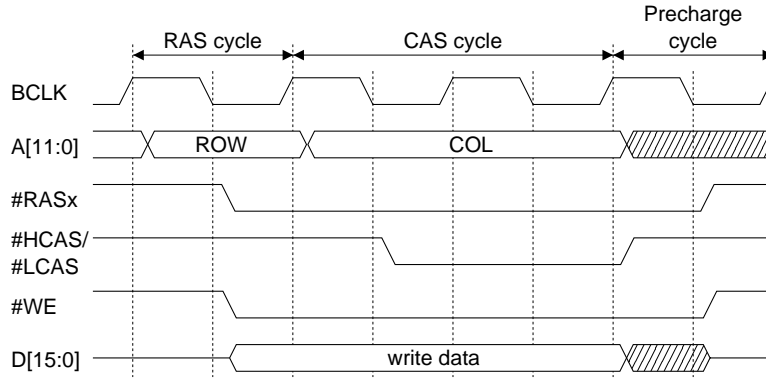 RAS cycle
CAS cycle
Precharge
cycle
BCLK
A[11:0]
ROW
COL
#RASx
#HCAS/
#LCAS
#WE
D[15:0]
write data